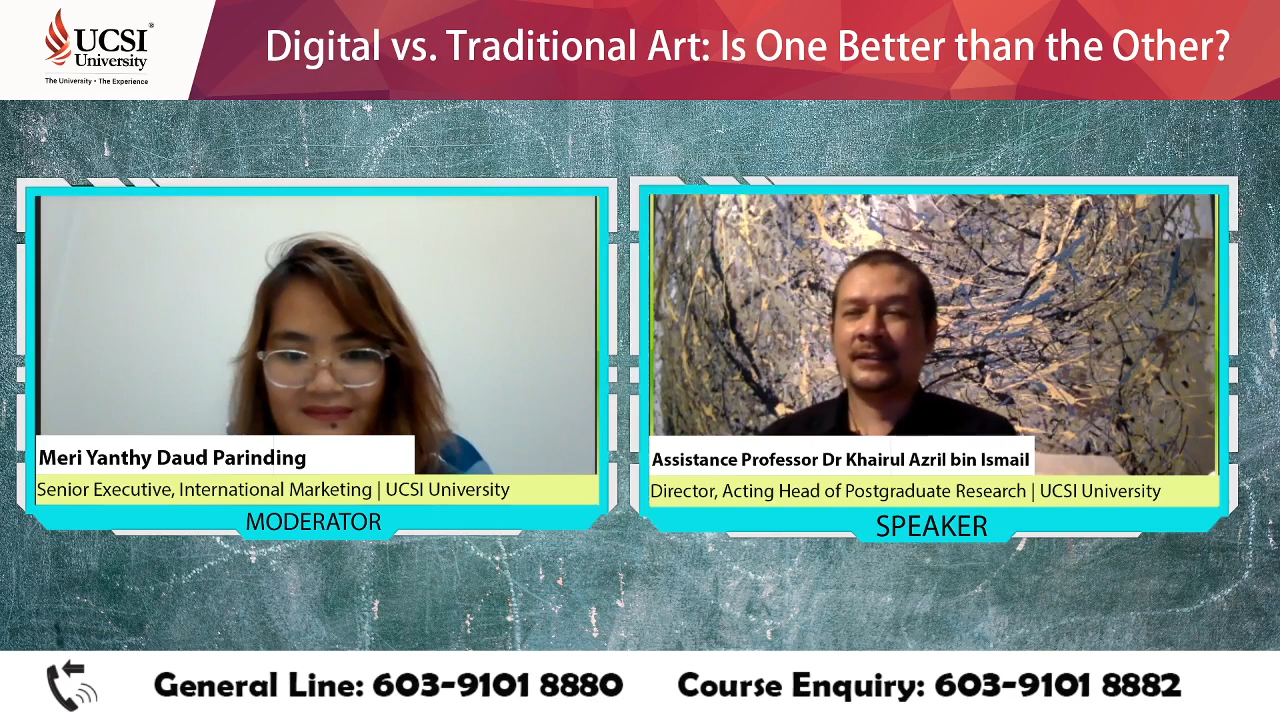 UCSI
University
The University • The Experience
Digital vs. Traditional Art: Is One Better than the Other?
Meri Yanthy Daud Parinding
Senior Executive, International Marketing | UCSI University
MODERATOR
Assistance Professor Dr Khairul Azril bin Ismail
Director, Acting Head of Postgraduate Research | UCSI University
SPEAKER
General Line: 603-9101 8880
Course Enquiry: 603-9101 8882